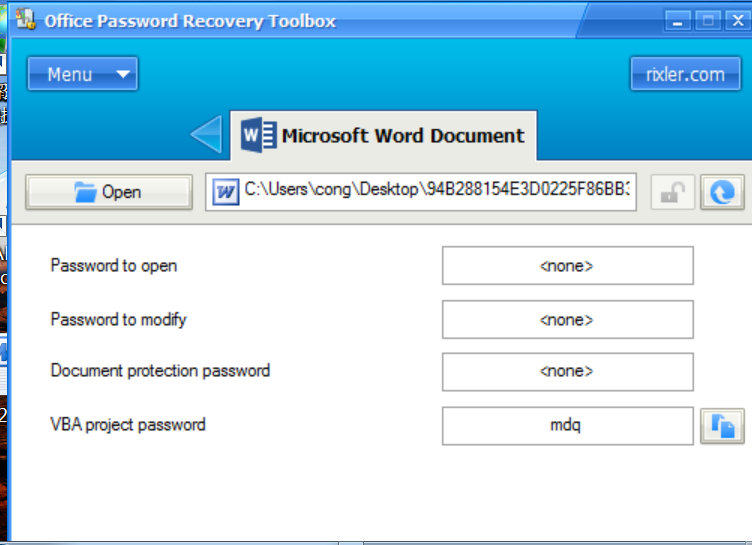 Office Password Recovery Toolbox
Menu
rixler.com
Microsoft Word Document
Open
C:\Users\cong\Desktop\94B288154E3D0225F86BB3
Password to open
<none>
Password to modify
<none>
Document protection password
<none>
VBA project password
mdq